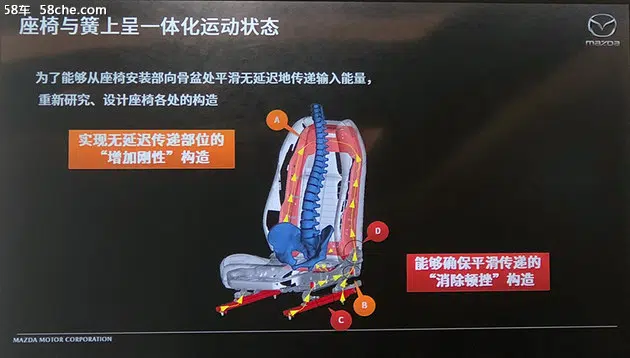 58车 58che.com
座椅与簧上呈一体化运动状态
mazda
为了能够从座椅安装部向骨盆处平滑无延迟地传递输入能量，
重新研究、设计座椅各处的构造
A
实现无延迟传递部位的
“增加刚性”构造
D
能够确保平滑传递的
“消除顿挫”构造
B
C
MAZDA MOTOR CORPORATION